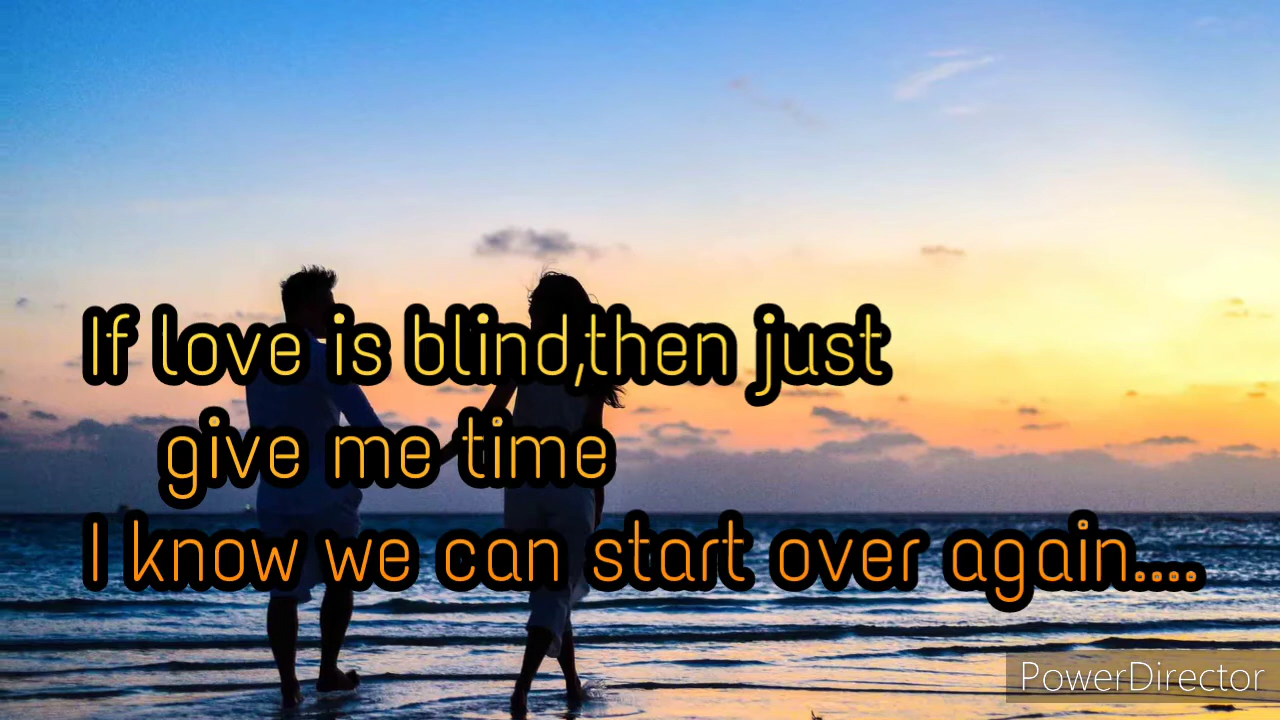 If love is blind,then just
give me time
I know we can start over again....
PowerDirector